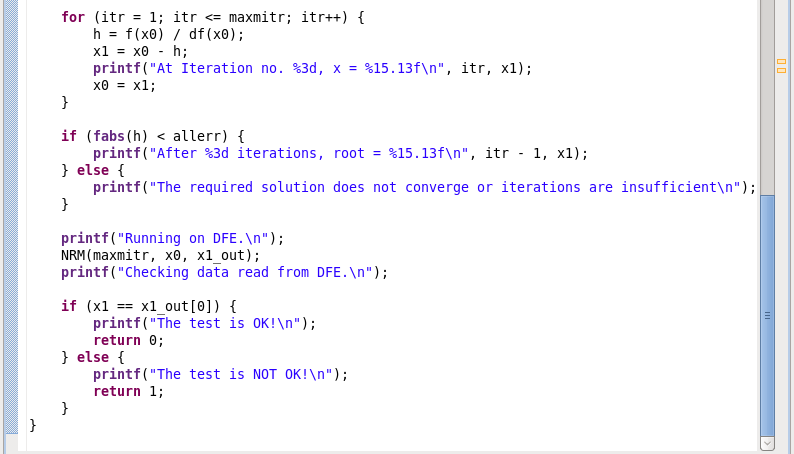 for (itr = 1; itr <= maxmitr; itr++) {
h = f(x0) / df(x0);
x1 = x0 - h;
printf("At Iteration no. %3d, x = %15.13f\n", itr, x1);
x0 = x1;
}
if (fabs(h) < allerr) {
printf("After %3d iterations, root = %15.13f\n", itr - 1, x1);
} else {
printf("The required solution does not converge or iterations are insufficient\n");
}
printf("Running on DFE.\n");
NRM(maxmitr, x0, x1_out);
printf("Checking data read from DFE.\n");
if (x1 == x1_out[0]) {
printf("The test is OK!\n");
return 0;
} else {
printf("The test is NOT OK!\n");
return 1;
}
}